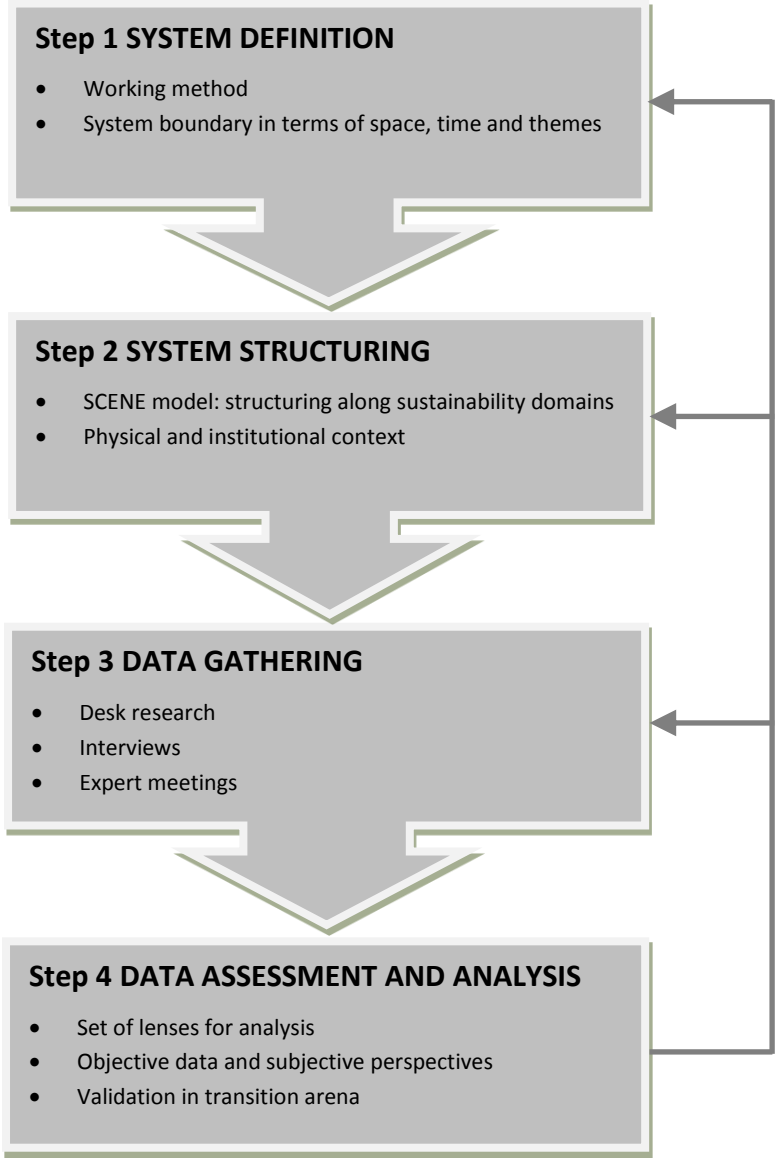 Step 1 SYSTEM DEFINITION
• Working method
• System boundary in terms of space, time and themes
Step 2 SYSTEM STRUCTURING
• SCENE model: structuring along sustainability domains
• Physical and institutional context
Step 3 DATA GATHERING
• Desk research
• Interviews
• Expert meetings
Step 4 DATA ASSESSMENT AND ANALYSIS
• Set of lenses for analysis
• Objective data and subjective perspectives
• Validation in transition arena